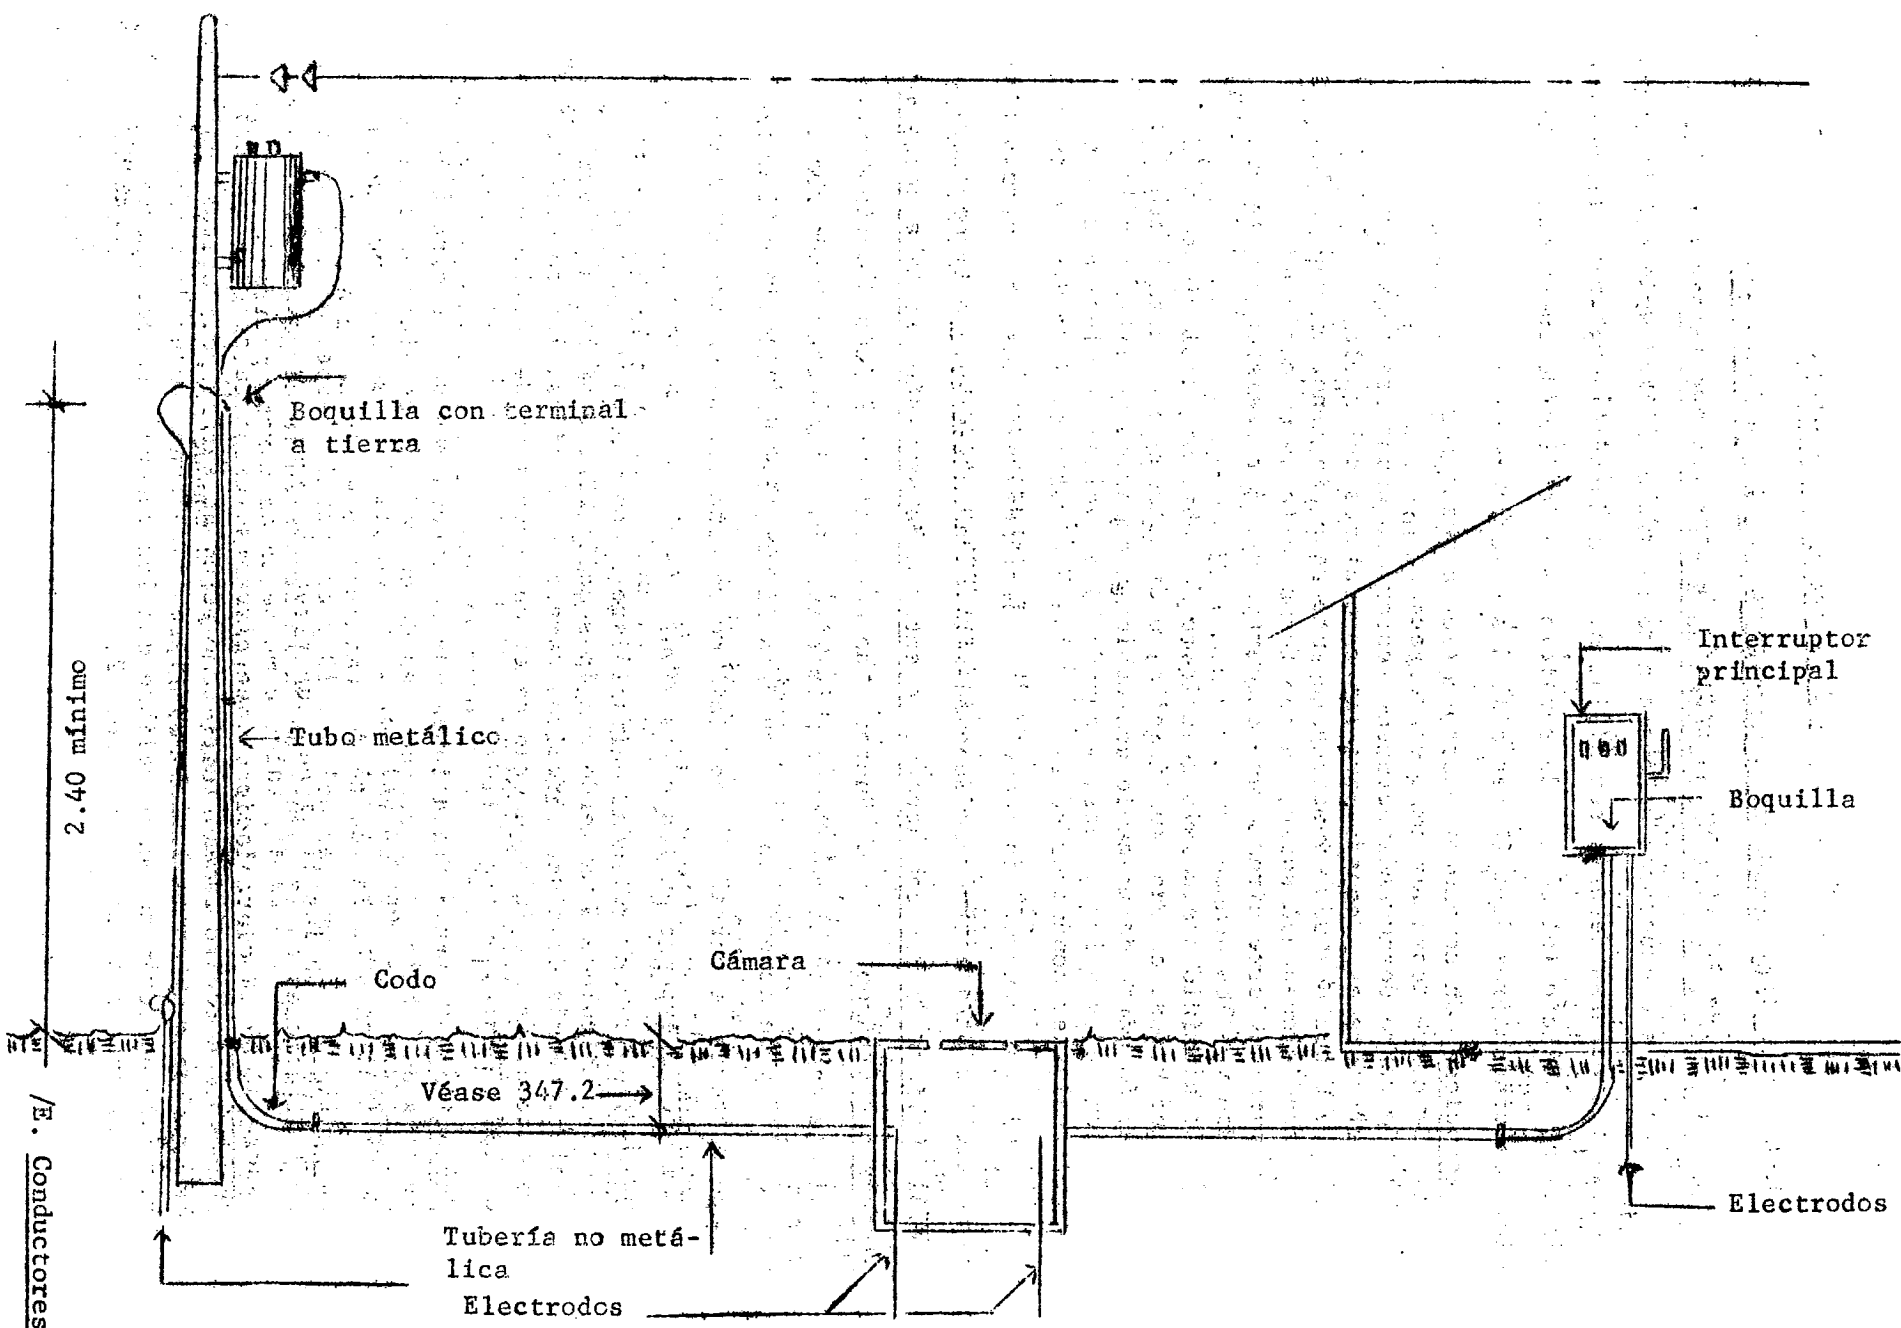 Boquilla con terminal
a tierra
2.40 mínimo
Tubo metálico
Interruptor
principal
Boquilla
Codo
Cámara
Véase 347.2
Tubería no metá-
lica
Electrodos
Electrodos
/E. Conductores